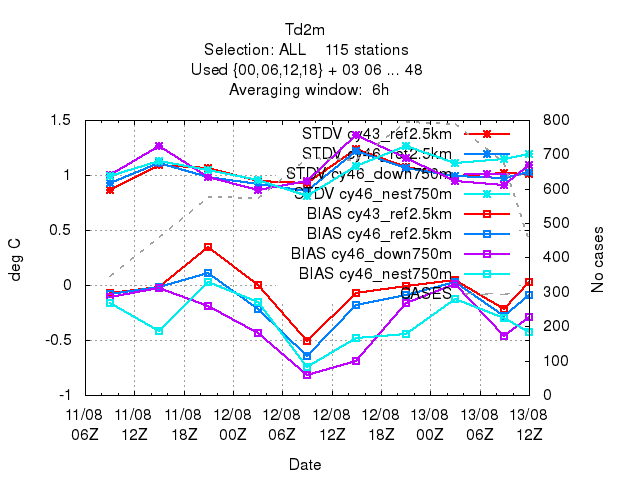 Td2m
Selection: ALL 115 stations
Used {00,06,12,18} + 03 06 ... 48
Averaging window: 6h
1.5
1
0.5
0
-0.5
-1
deg C
800
700
600
500
400
300
200
100
0
No cases
STDV cy43_ref2.5km
STDV cy46_ref2.5km
STDV cy46_down750m
STDV cy46_nest750m
BIAS cy43_ref2.5km
BIAS cy46_ref2.5km
BIAS cy46_down750m
BIAS cy46_nest750m
CASES
11/08 11/08 11/08 12/08 12/08 12/08 12/08 13/08 13/08 13/08
06Z 12Z 18Z 00Z 06Z 12Z 18Z 00Z 06Z 12Z
Date